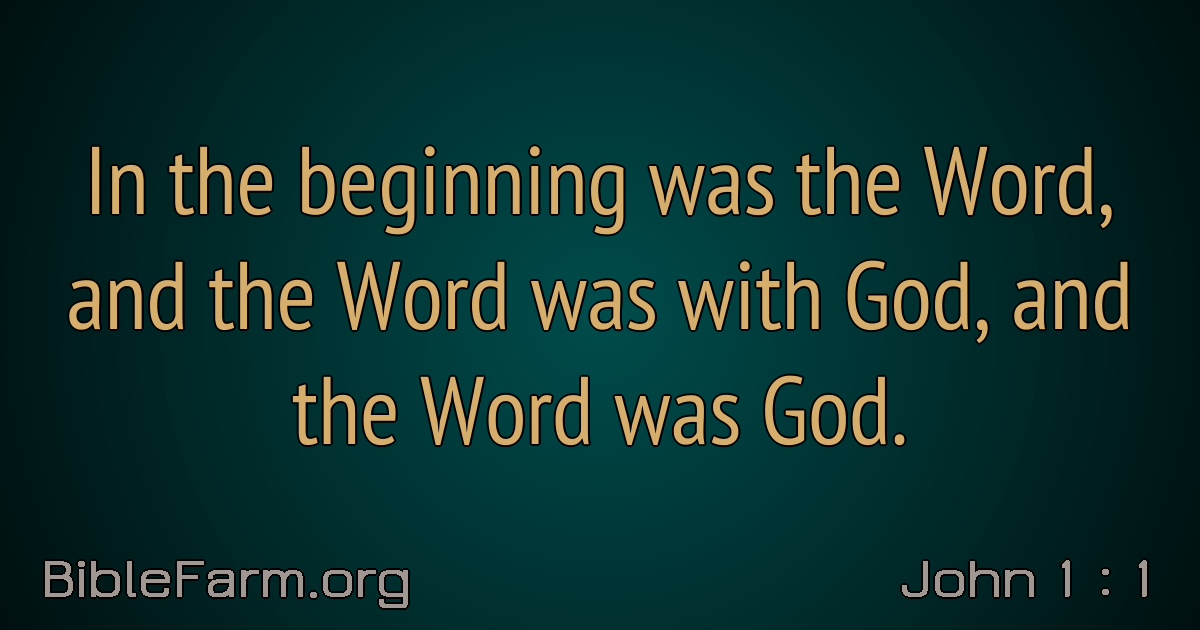 In the beginning was the Word,
and the Word was with God, and
the Word was God.
BibleFarm.org
John 1 : 1